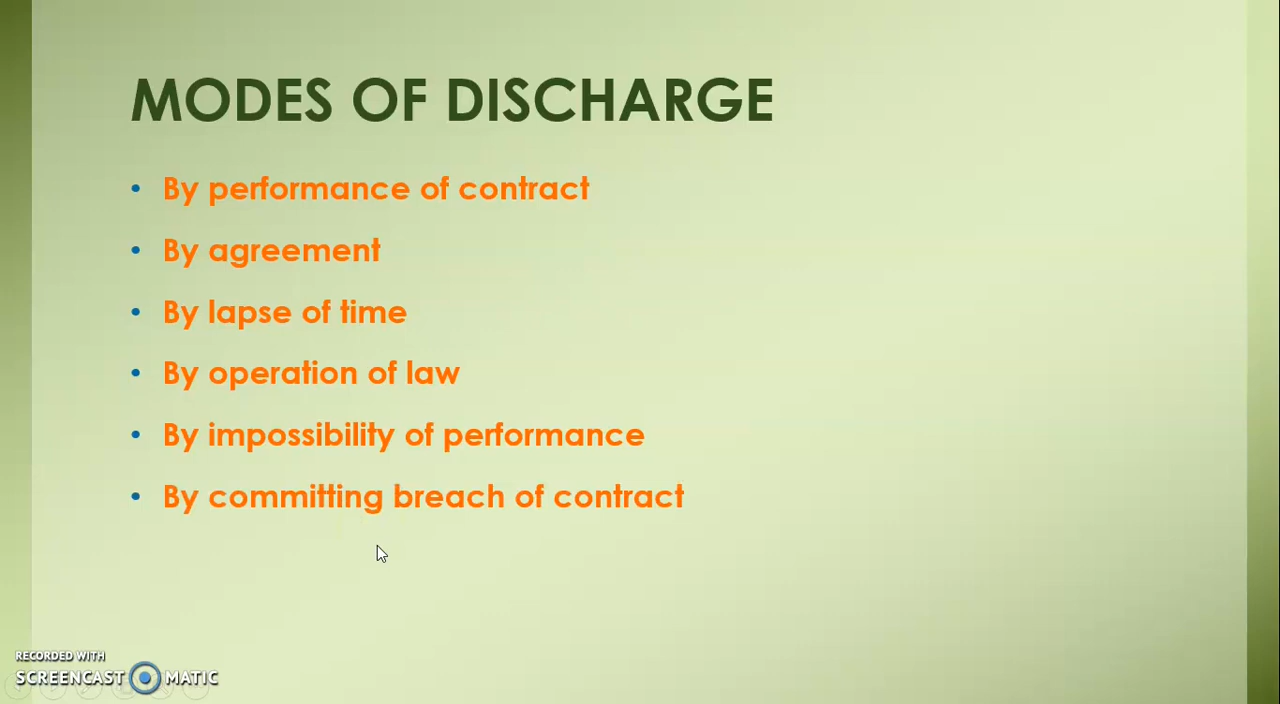 MODES OF DISCHARGE
• By performance of contract
• By agreement
• By lapse of time
• By operation of law
• By impossibility of performance
• By committing breach of contract
RECORDED WITH
SCREENCAST MATIC